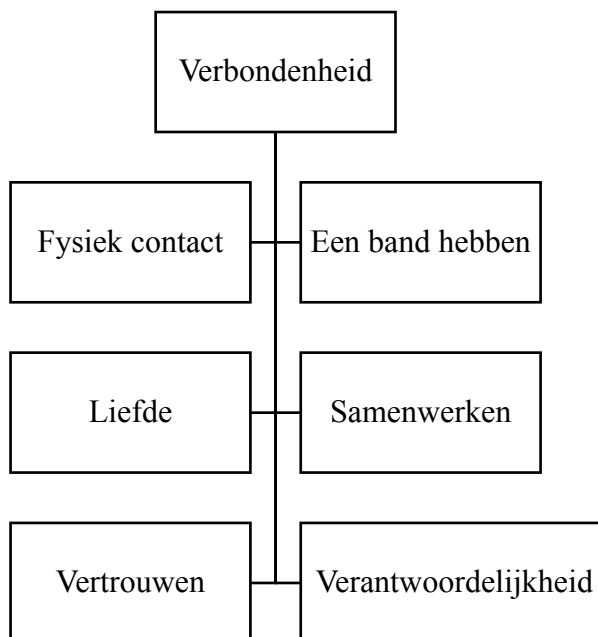 Verbondenheid
Fysiek contact
Een band hebben
Liefde
Samenwerken
Vertrouwen
Verantwoordelijkheid